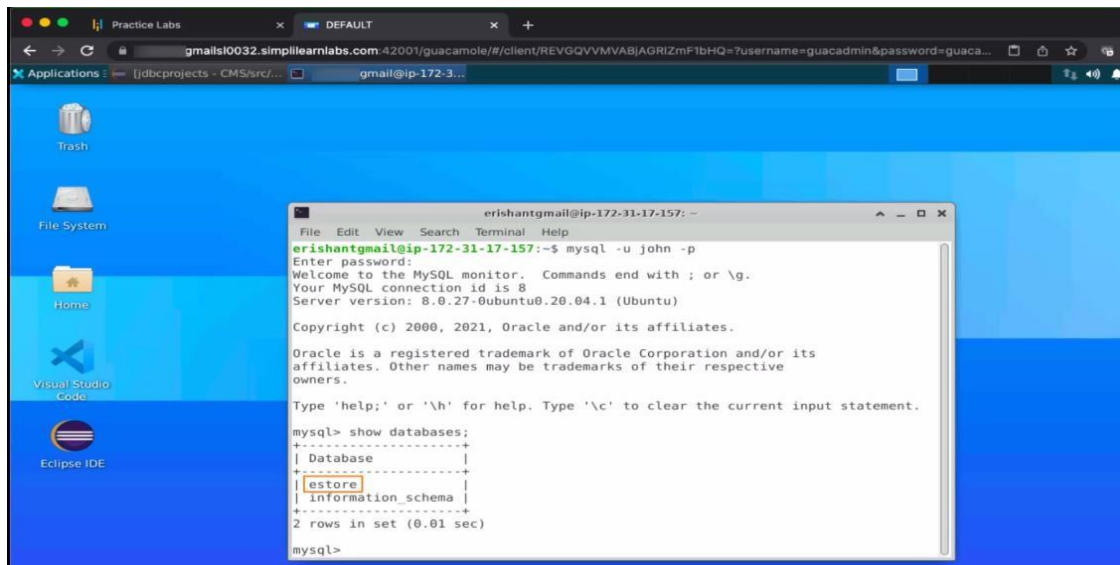 Practice Labs
DEFAULT
gmailsl0032.simplilearnlabs.com:42001/guacamole/#/client/REVGQVVMVABjAGRIZmF1bHQ=?username=guacadmin&password=guaca...
Applications
[jdbcprojects - CMS/src/...
gmail@ip-172-3...
Trash
File System
Home
Visual Studio
Code
Eclipse IDE
erishantgmail@ip-172-31-17-157: ~
File Edit View Search Terminal Help
erishantgmail@ip-172-31-17-157:~$ mysql -u john -p
Enter password:
Welcome to the MySQL monitor.  Commands end with ; or \g.
Your MySQL connection id is 8
Server version: 8.0.27-0ubuntu0.20.04.1 (Ubuntu)
Copyright (c) 2000, 2021, Oracle and/or its affiliates.
Oracle is a registered trademark of Oracle Corporation and/or its
affiliates. Other names may be trademarks of their respective
owners.
Type 'help;' or '\h' for help. Type '\c' to clear the current input statement.
mysql> show databases;
+--------------------+
| Database           |
+--------------------+
| estore             |
| information_schema |
+--------------------+
2 rows in set (0.01 sec)
mysql>